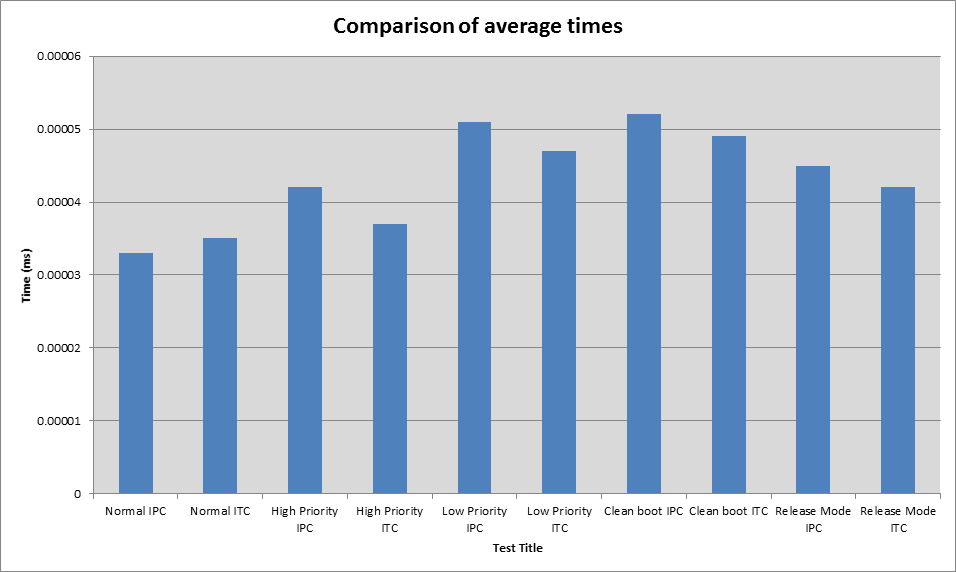 Comparison of average times
0.00006
0.00005
0.00004
0.00003
0.00002
0.00001
0
Time (ms)
Normal IPC
Normal ITC
High Priority
IPC
High Priority
ITC
Low Priority
IPC
Low Priority
ITC
Clean boot IPC
Clean boot ITC
Release Mode
IPC
Release Mode
ITC
Test Title